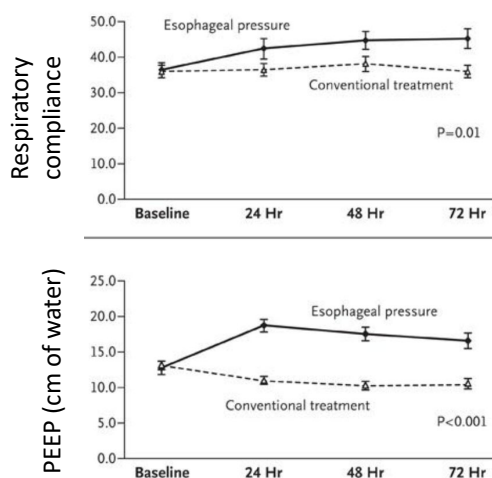 Respiratory
compliance
50.0
40.0
30.0
20.0
10.0
0.0
Esophageal pressure
Conventional treatment
P=0.01
Baseline 24 Hr 48 Hr 72 Hr
PEEP (cm of water)
25.0
20.0
15.0
10.0
5.0
0.0
Esophageal pressure
Conventional treatment
P<0.001
Baseline 24 Hr 48 Hr 72 Hr